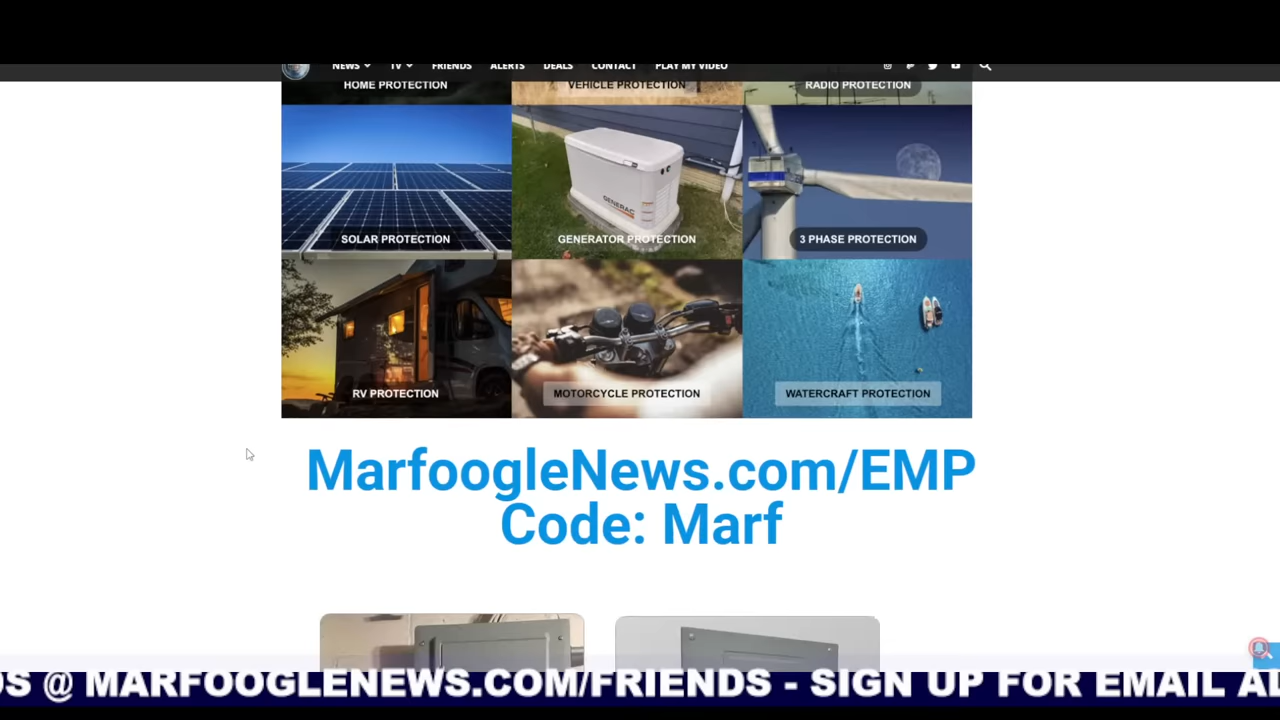 NEWS TV FRIENDS ALERTS DEALS CONTACT PLAY MY VIDEO
HOME PROTECTION VEHICLE PROTECTION RADIO PROTECTION
GENERAC
SOLAR PROTECTION GENERATOR PROTECTION 3 PHASE PROTECTION
RV PROTECTION MOTORCYCLE PROTECTION WATERCRAFT PROTECTION
MarfoogleNews.com/EMP
Code: Marf
DS @ MARFOOGLENEWS.COM/FRIENDS - SIGN UP FOR EMAIL AL